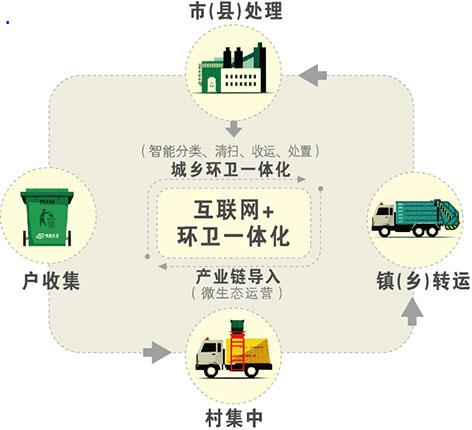 市(县)处理
(智能分类、清扫、收运、处置)
城乡环卫一体化
互联网+
环卫一体化
户收集
镇(乡)转运
产业链导入
(微生态运营)
村集中